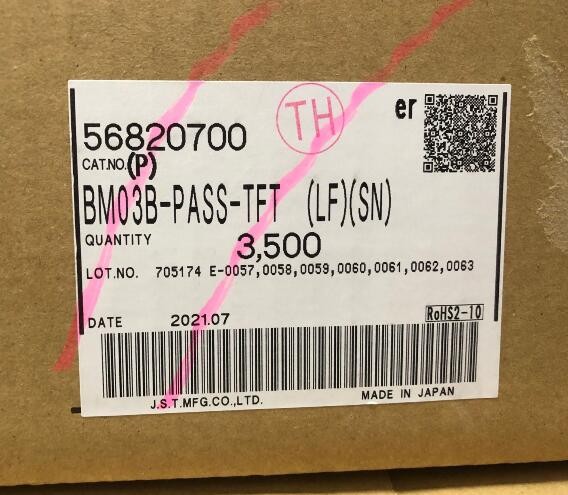 TH
er
56820700
CAT.NO.(P)
BM03B-PASS-TFT (LF)(SN)
QUANTITY 3,500
LOT.NO. 705174 E-0057,0058,0059,0060,0061,0062,0063
DATE 2021.07
RoHS2-10
J.S.T.MFG.CO.,LTD. MADE IN JAPAN